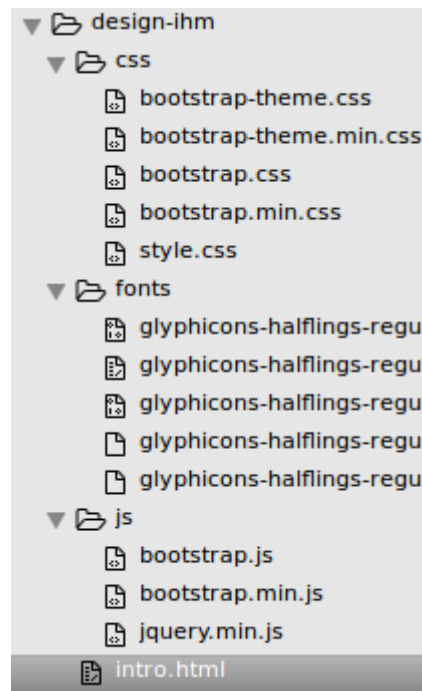 design-ihm
css
bootstrap-theme.css
bootstrap-theme.min.css
bootstrap.css
bootstrap.min.css
style.css
fonts
glyphicons-halflings-regu
glyphicons-halflings-regu
glyphicons-halflings-regu
glyphicons-halflings-regu
glyphicons-halflings-regu
js
bootstrap.js
bootstrap.min.js
jquery.min.js
intro.html